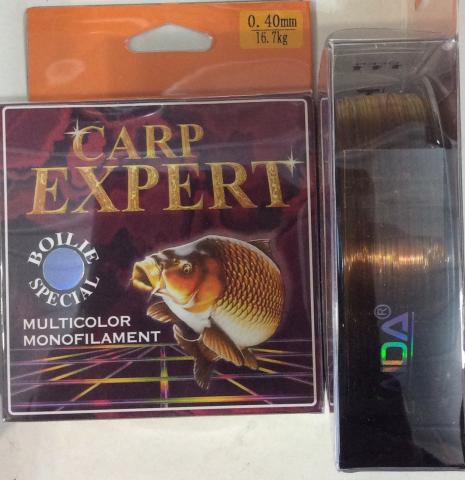 0.40mm
16.7kg
CARP
EXPERT
BOILIE
SPECIAL
MULTICOLOR
MONOFILAMENT